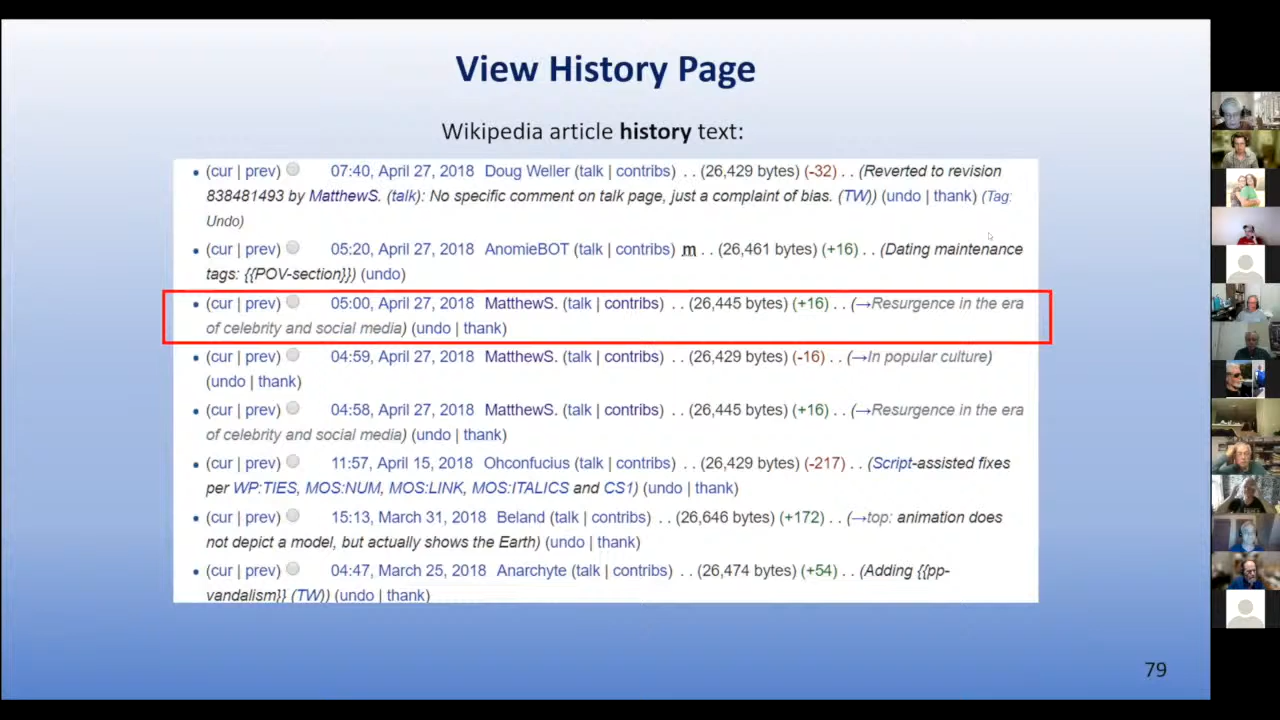 View History Page
Wikipedia article history text:
• (cur | prev) 07:40, April 27, 2018 Doug Weller (talk | contribs) . . (26,429 bytes) (-32) . . (Reverted to revision
838481493 by MatthewS. (talk): No specific comment on talk page, just a complaint of bias. (TW)) (undo | thank) (Tag:
Undo)
• (cur | prev) 05:20, April 27, 2018 AnomieBOT (talk | contribs) m . . (26,461 bytes) (+16) . . (Dating maintenance
tags: {{POV-section}}) (undo)
• (cur | prev) 05:00, April 27, 2018 MatthewS. (talk | contribs) . . (26,445 bytes) (+16) . . (→Resurgence in the era
of celebrity and social media) (undo | thank)
• (cur | prev) 04:59, April 27, 2018 MatthewS. (talk | contribs) . . (26,429 bytes) (-16) . . (→In popular culture)
(undo | thank)
• (cur | prev) 04:58, April 27, 2018 MatthewS. (talk | contribs) . . (26,445 bytes) (+16) . . (→Resurgence in the era
of celebrity and social media) (undo | thank)
• (cur | prev) 11:57, April 15, 2018 Ohconfucius (talk | contribs) . . (26,429 bytes) (-217) . . (Script-assisted fixes
per WP:TIES, MOS:NUM, MOS:LINK, MOS:ITALICS and CS1) (undo | thank)
• (cur | prev) 15:13, March 31, 2018 Beland (talk | contribs) . . (26,646 bytes) (+172) . . (→top: animation does
not depict a model, but actually shows the Earth) (undo | thank)
• (cur | prev) 04:47, March 25, 2018 Anarchyte (talk | contribs) . . (26,474 bytes) (+54) . . (Adding {{pp-
vandalism}} (TW)) (undo | thank)
79